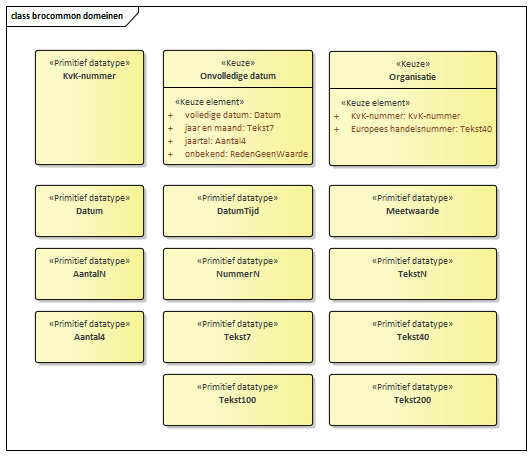 class brocommon domeinen
«Primitief datatype»
KvK-nummer
«Keuze»
Onvolledige datum
«Keuze element»
+ volledige datum: Datum
+ jaar en maand: Tekst7
+ jaartal: Aantal4
+ onbekend: RedenGeenWaarde
«Keuze»
Organisatie
«Keuze element»
+ KvK-nummer: KvK-nummer
+ Europees handelsnummer: Tekst40
«Primitief datatype»
Datum
«Primitief datatype»
DatumTijd
«Primitief datatype»
Meetwaarde
«Primitief datatype»
AantalN
«Primitief datatype»
NummerN
«Primitief datatype»
TekstN
«Primitief datatype»
Aantal4
«Primitief datatype»
Tekst7
«Primitief datatype»
Tekst40
«Primitief datatype»
Tekst100
«Primitief datatype»
Tekst200